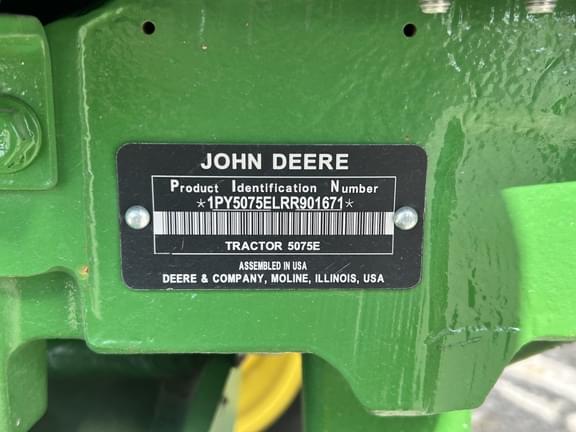 JOHN DEERE
Product Identification Number
*1PY5075ELRR901671*
TRACTOR 5075E
ASSEMBLED IN USA
DEERE & COMPANY, MOLINE, ILLINOIS, USA